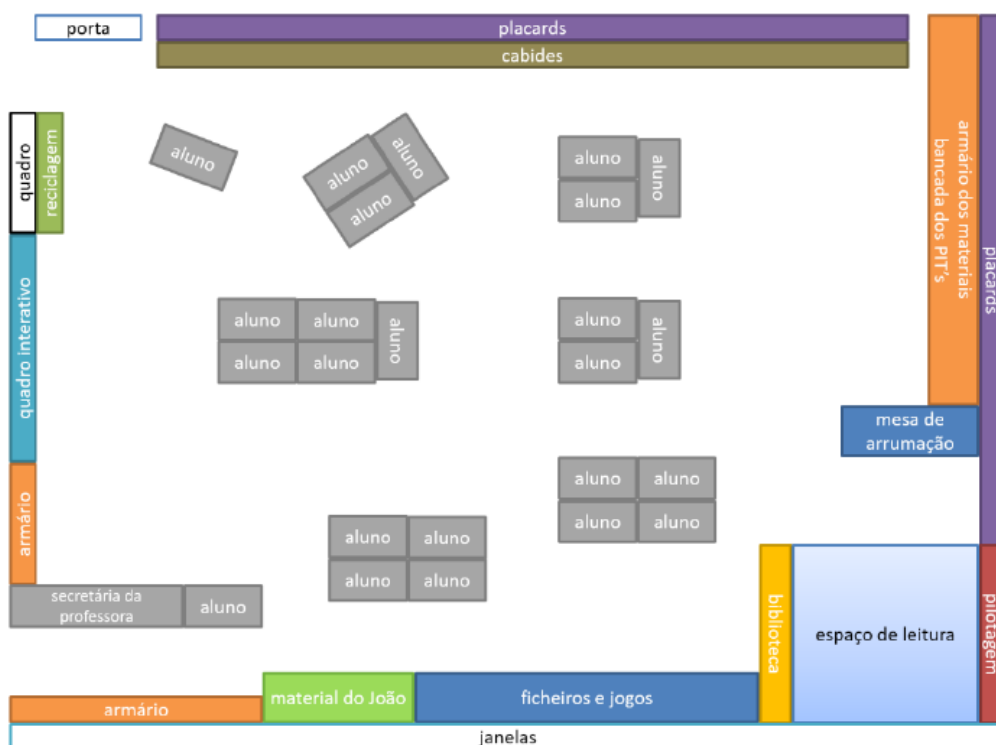 porta
placards
cabides
quadro
reciclagem
aluno
aluno
aluno
aluno
aluno
aluno
aluno
armário dos materiais
bancada dos PIT's
placards
quadro interativo
aluno
aluno
aluno
aluno
aluno
aluno
aluno
aluno
mesa de
arrumação
armário
aluno
aluno
aluno
aluno
aluno
aluno
aluno
aluno
secretária da
professora
aluno
biblioteca
espaço de leitura
pilotagem
armário
material do João
ficheiros e jogos
janelas